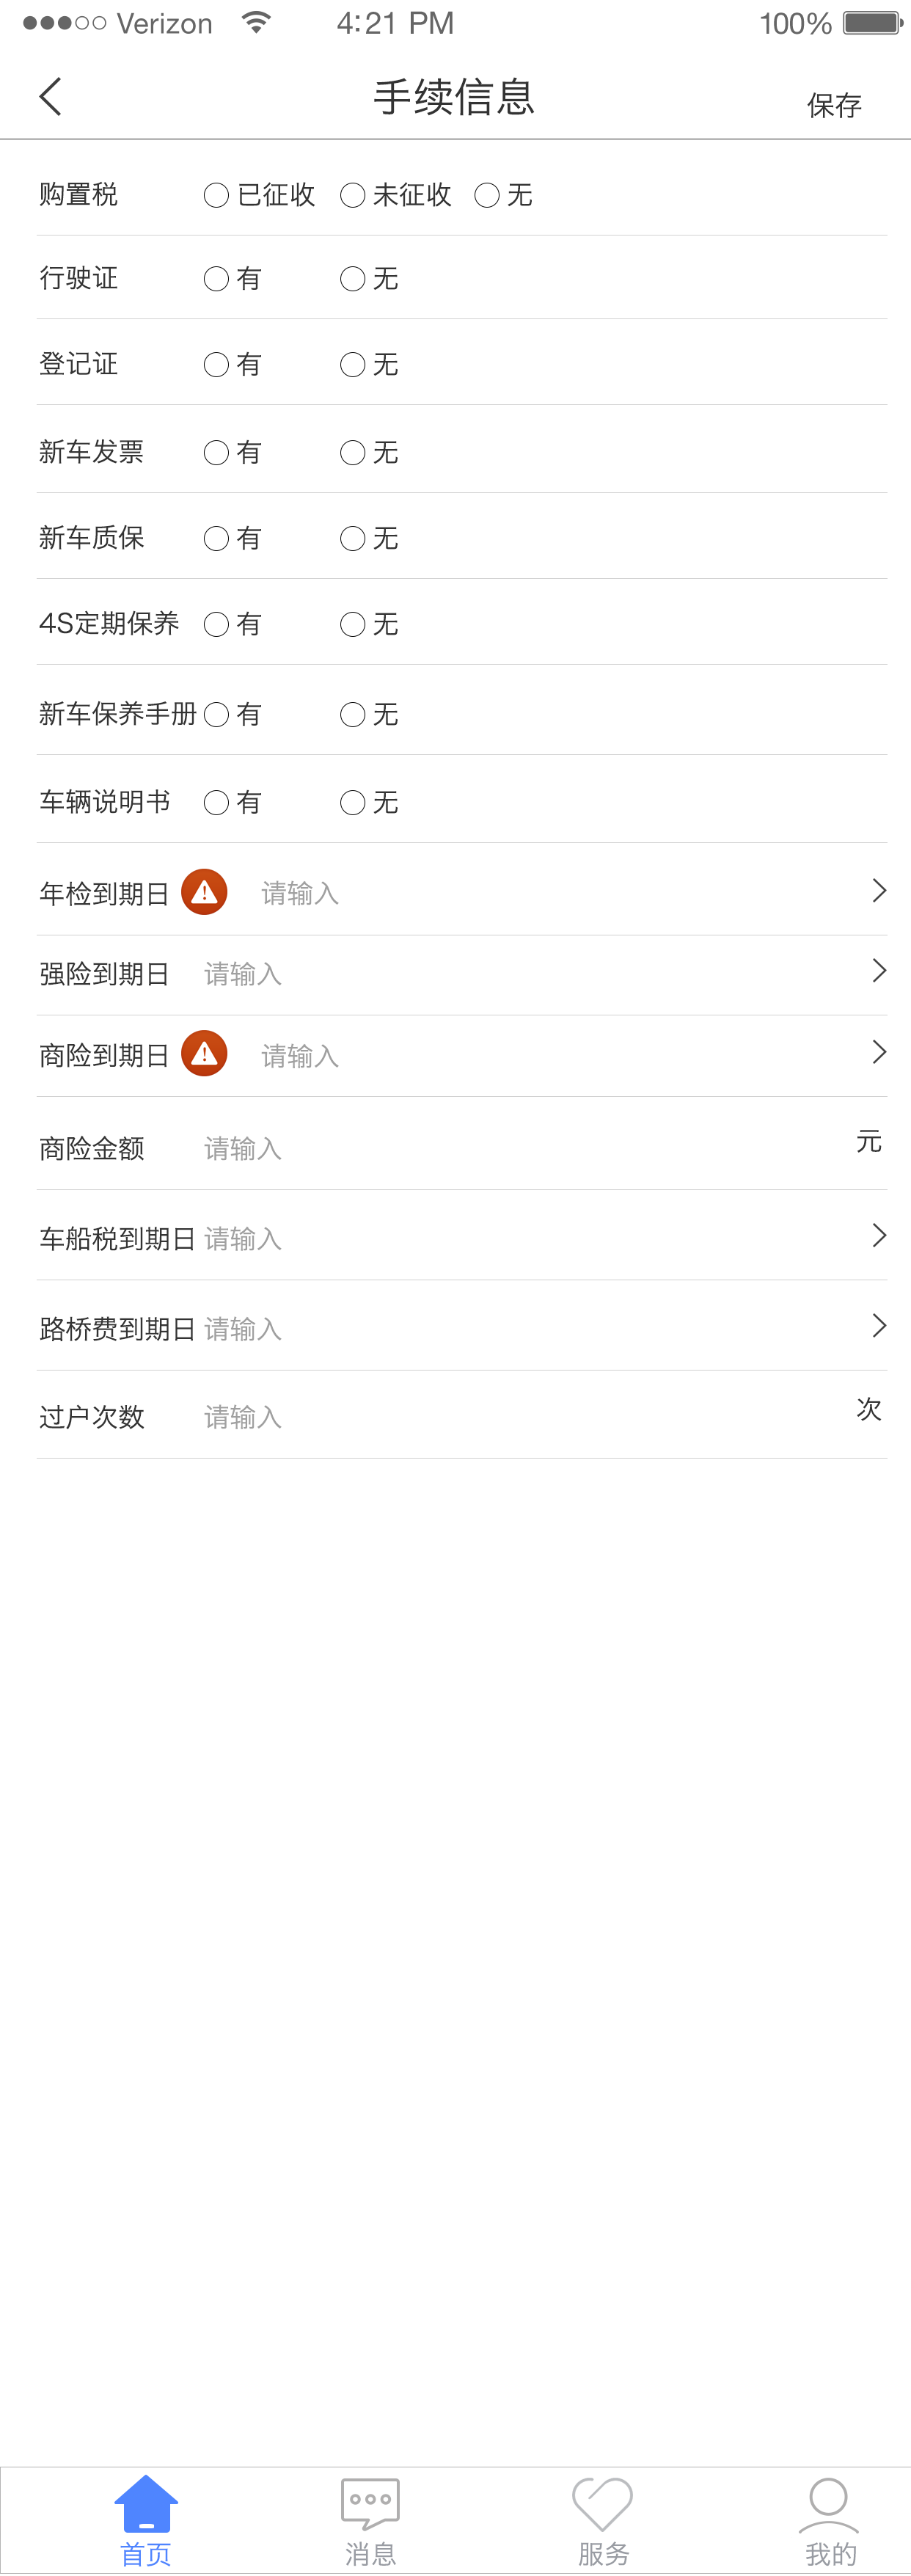 Verizon 4:21 PM 100%
手续信息 保存
购置税 已征收 未征收 无
行驶证 有 无
登记证 有 无
新车发票 有 无
新车质保 有 无
4S定期保养 有 无
新车保养手册 有 无
车辆说明书 有 无
年检到期日 请输入
强险到期日 请输入
商险到期日 请输入
商险金额 请输入 元
车船税到期日 请输入
路桥费到期日 请输入
过户次数 请输入 次
首页 消息 服务 我的